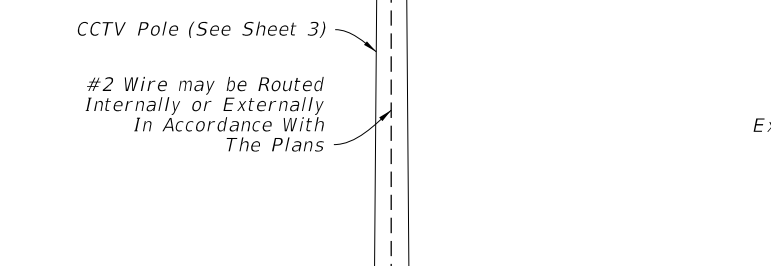 CCTV Pole (See Sheet 3)
#2 Wire may be Routed
Internally or Externally
In Accordance With
The Plans